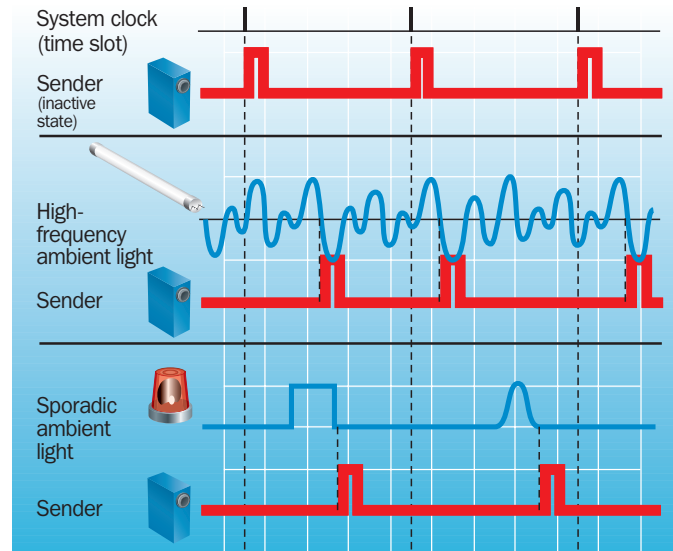 System clock
(time slot)
Sender
(inactive
state)
High-
frequency
ambient light
Sender
Sporadic
ambient
light
Sender